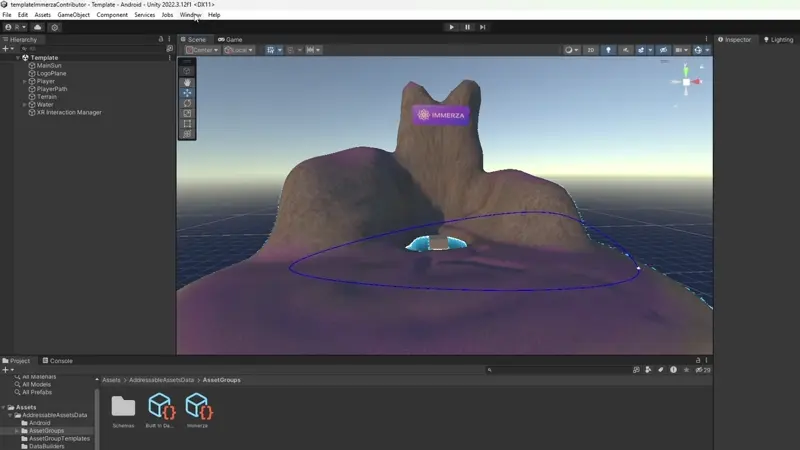 templateImmerzaContributor - Template - Android - Unity 2022.3.12f1 <DX11>
File Edit Assets GameObject Component Services Jobs Window Help
Hierarchy
Scene
Game
Inspector
Lighting
All
Center
Local
2D
Template
MainSun
LogoPlane
Player
PlayerPath
Terrain
Water
XR Interaction Manager
IMMERZA
Project
Console
29
All Materials
All Models
All Prefabs
Assets
AddressableAssetsData
Android
AssetGroups
AssetGroupTemplates
DataBuilders
Assets > AddressableAssetsData > AssetGroups
Schemas
Built In Da...
Immerza